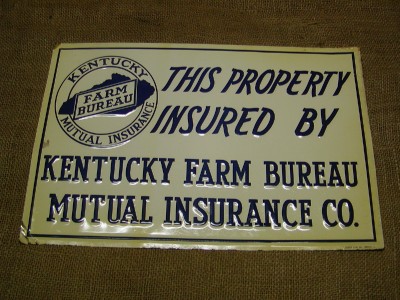 KENTUCKY
FARM
BUREAU
MUTUAL INSURANCE
THIS PROPERTY
INSURED BY
KENTUCKY FARM BUREAU
MUTUAL INSURANCE CO.